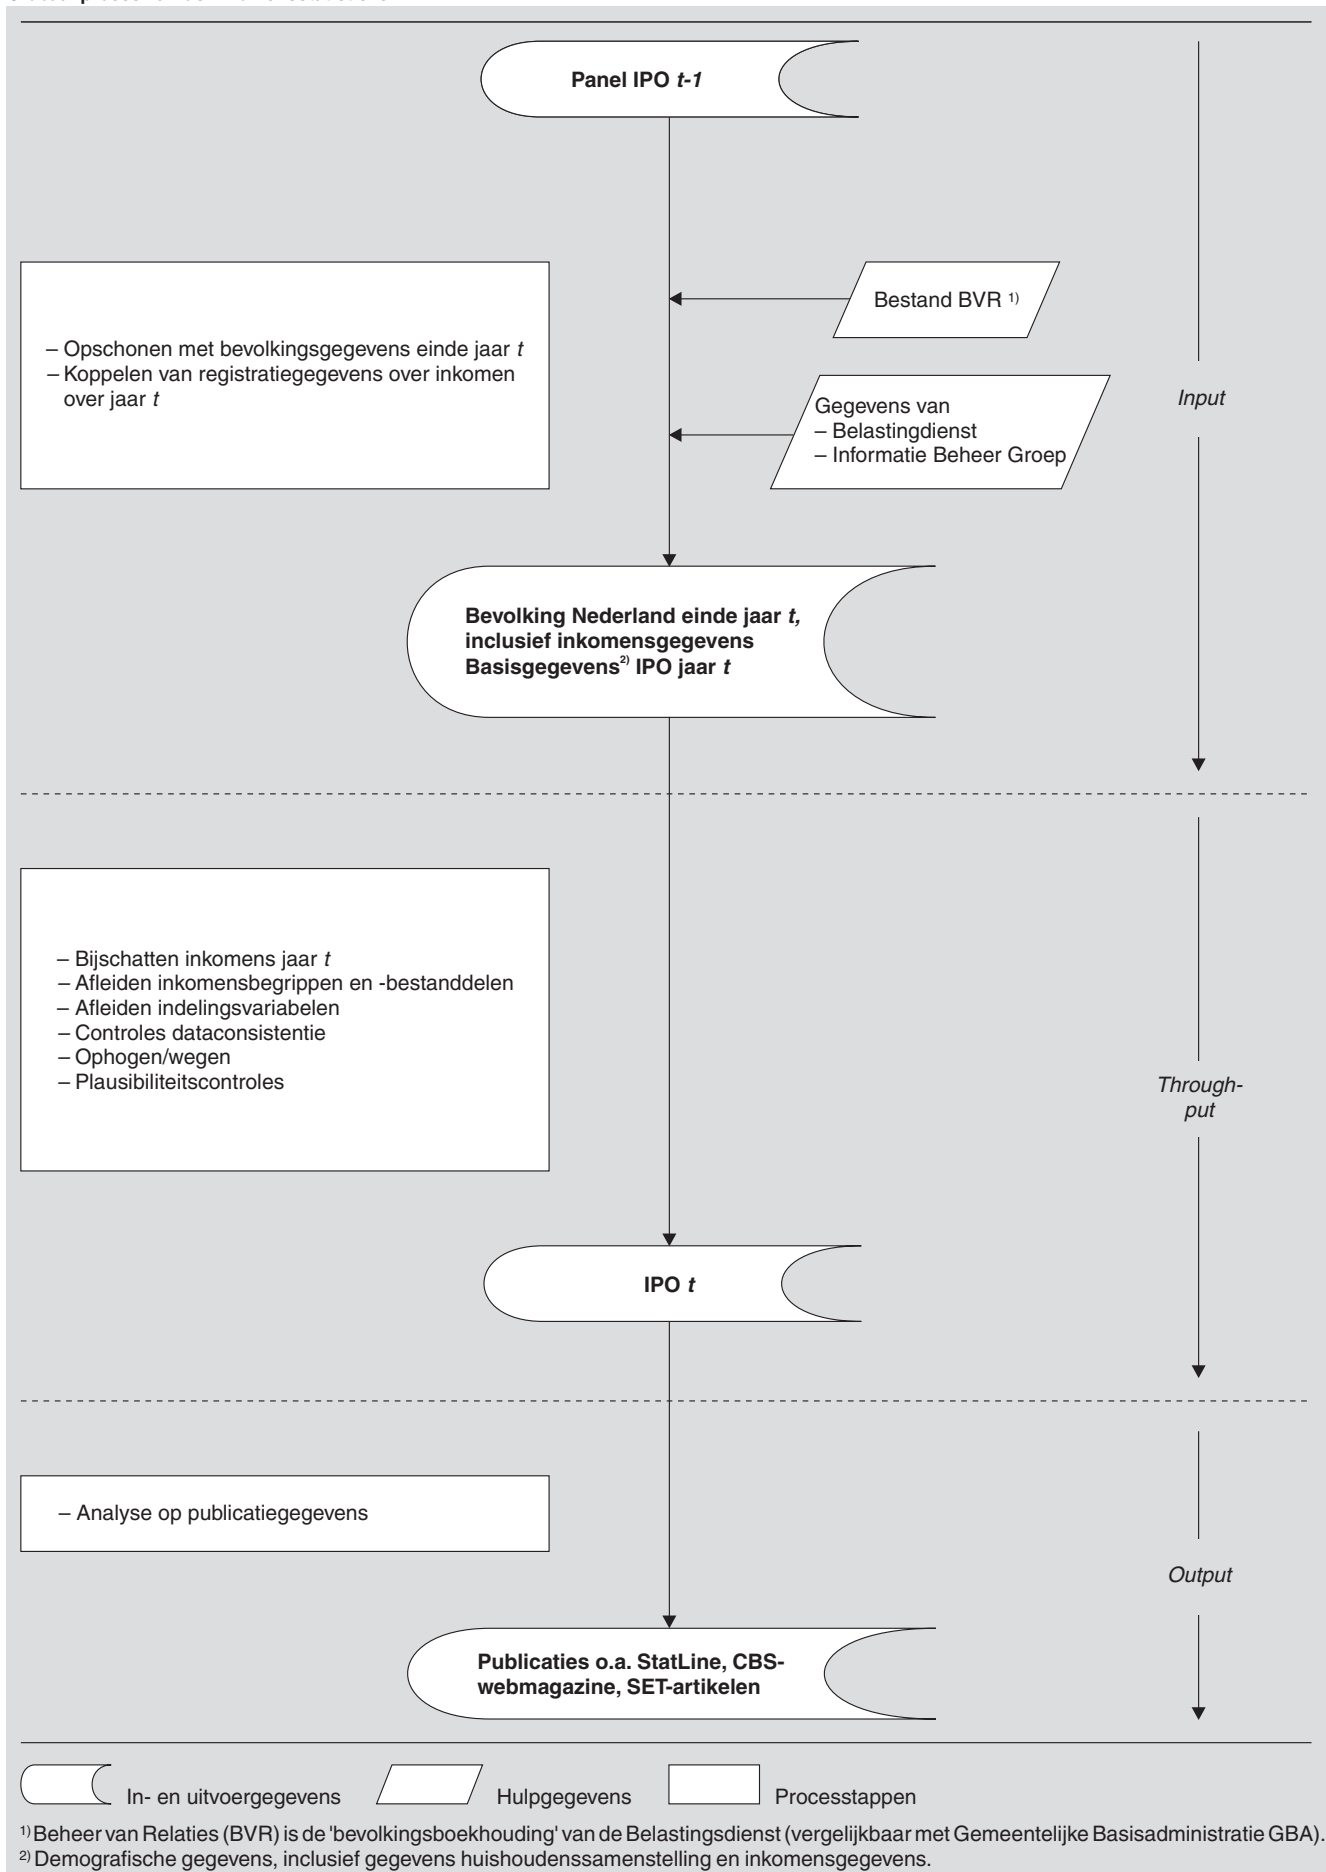 Panel IPO t-1
Bestand BVR 1)
– Opschonen met bevolkingsgegevens einde jaar t
– Koppelen van registratiegegevens over inkomen
over jaar t
Gegevens van
– Belastingdienst
– Informatie Beheer Groep
Input
Bevolking Nederland einde jaar t,
inclusief inkomensgegevens
Basisgegevens2) IPO jaar t
– Bijschatten inkomens jaar t
– Afleiden inkomensbegrippen en -bestanddelen
– Afleiden indelingsvariabelen
– Controles dataconsistentie
– Ophogen/wegen
– Plausibiliteitscontroles
Through-
put
IPO t
– Analyse op publicatiegegevens
Output
Publicaties o.a. StatLine, CBS-
webmagazine, SET-artikelen
In- en uitvoergegevens
Hulpgegevens
Processtappen
1) Beheer van Relaties (BVR) is de 'bevolkingsboekhouding' van de Belastingsdienst (vergelijkbar met Gemeentelijke Basisadministratie GBA).
2) Demografische gegevens, inclusief gegevens huishoudenssamenstelling en inkomensgegevens.